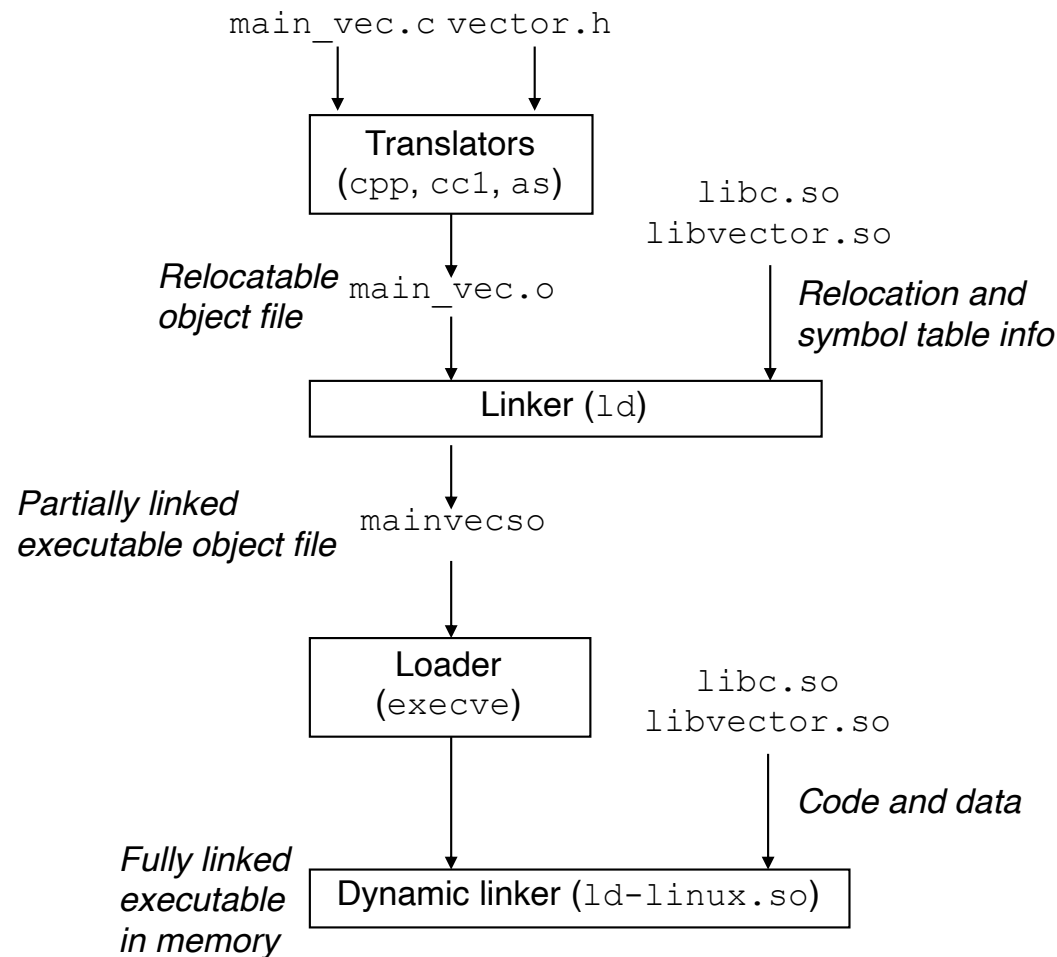 main_vec.c vector.h
Translators
(cpp, cc1, as)
libc.so
libvector.so
Relocatable
object file
main_vec.o
Relocation and
symbol table info
Linker (ld)
Partially linked
executable object file
mainvecso
Loader
(execve)
libc.so
libvector.so
Code and data
Fully linked
executable
in memory
Dynamic linker (ld-linux.so)